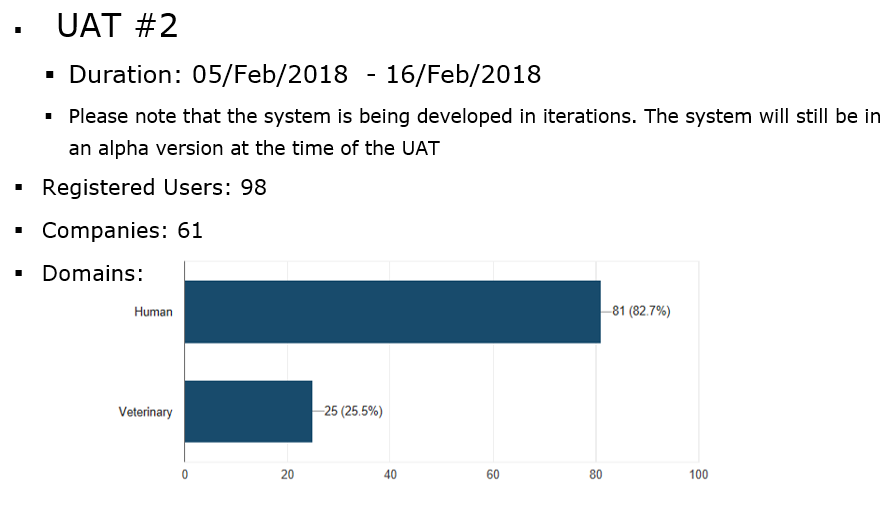 UAT #2
Duration: 05/Feb/2018 - 16/Feb/2018
Please note that the system is being developed in iterations. The system will still be in
an alpha version at the time of the UAT
Registered Users: 98
Companies: 61
Domains:
Human 81 (82.7%)
Veterinary 25 (25.5%)
0 20 40 60 80 100